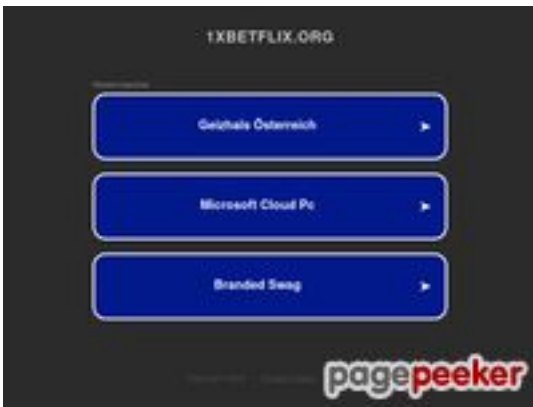 1XBETFLIX.ORG
Geizhals Österreich
Microsoft Cloud Pc
Branded Swag
pagepeeker